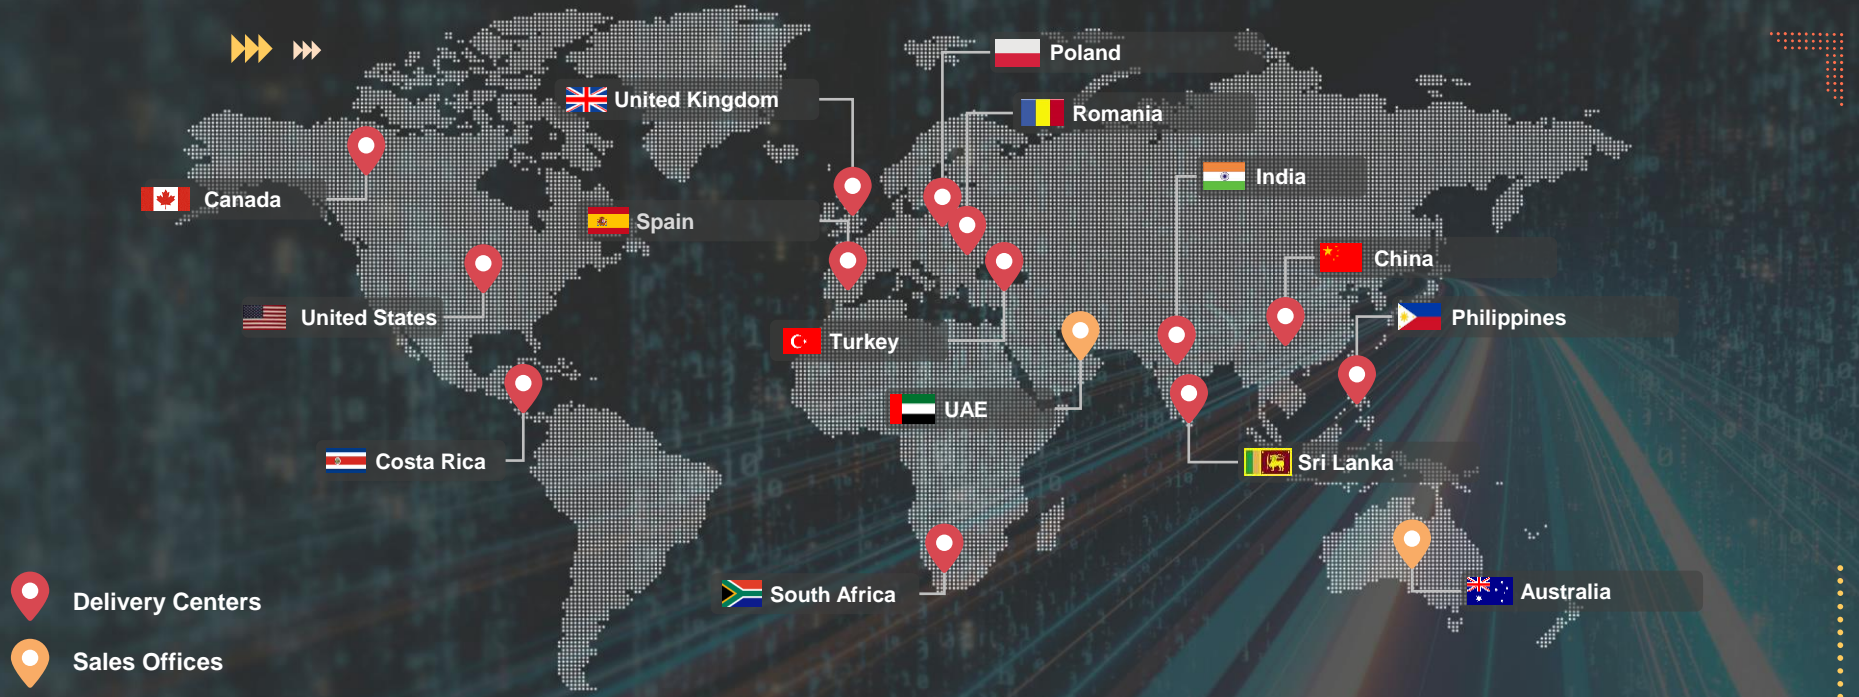 Poland
United Kingdom
Romania
India
Canada
Spain
China
United States
Philippines
Turkey
UAE
Costa Rica
Sri Lanka
South Africa
Australia
Delivery Centers
Sales Offices